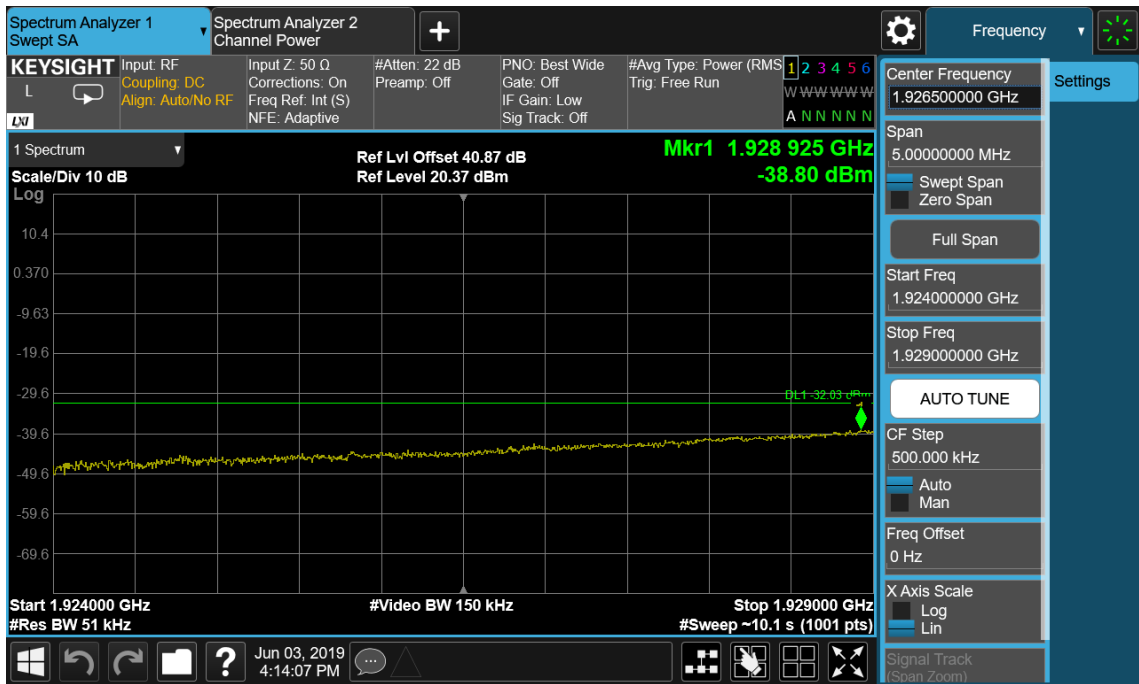 Spectrum Analyzer 1
Swept SA
Spectrum Analyzer 2
Channel Power
+
Frequency
KEYSIGHT
L
LXI
Input: RF
Coupling: DC
Align: Auto/No RF
Input Z: 50 Ω
Corrections: On
Freq Ref: Int (S)
NFE: Adaptive
#Atten: 22 dB
Preamp: Off
PNO: Best Wide
Gate: Off
IF Gain: Low
Sig Track: Off
#Avg Type: Power (RMS
Trig: Free Run
1 2 3 4 5 6
W W W W W W
A N N N N N
1 Spectrum
Scale/Div 10 dB
Log
Ref Lvl Offset 40.87 dB
Ref Level 20.37 dBm
Mkr1 1.928 925 GHz
-38.80 dBm
10.4
0.370
-9.63
-19.6
-29.6
-39.6
-49.6
-59.6
-69.6
DL1 -32.03 dBm
1
Start 1.924000 GHz
#Res BW 51 kHz
#Video BW 150 kHz
Stop 1.929000 GHz
#Sweep ~10.1 s (1001 pts)
Center Frequency
1.926500000 GHz
Span
5.00000000 MHz
Swept Span
Zero Span
Full Span
Start Freq
1.924000000 GHz
Stop Freq
1.929000000 GHz
AUTO TUNE
CF Step
500.000 kHz
Auto
Man
Freq Offset
0 Hz
X Axis Scale
Log
Lin
Signal Track
(Span Zoom)
Settings
?
Jun 03, 2019
4:14:07 PM